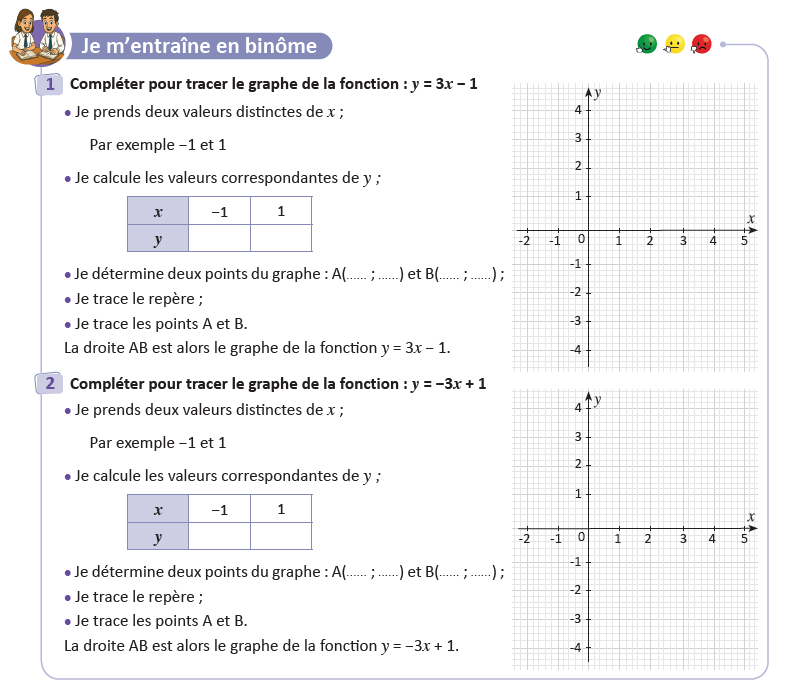 Je m'entraîne en binôme
1 Compléter pour tracer le graphe de la fonction : y = 3x − 1
• Je prends deux valeurs distinctes de x ;
Par exemple −1 et 1
• Je calcule les valeurs correspondantes de y ;
x −1 1
y
• Je détermine deux points du graphe : A(...... ; ......) et B(...... ; ......) ;
• Je trace le repère ;
• Je trace les points A et B.
La droite AB est alors le graphe de la fonction y = 3x − 1.
y
4
3
2
1
x
-2 -1 0 1 2 3 4 5
-1
-2
-3
-4
2 Compléter pour tracer le graphe de la fonction : y = −3x + 1
• Je prends deux valeurs distinctes de x ;
Par exemple −1 et 1
• Je calcule les valeurs correspondantes de y ;
x −1 1
y
• Je détermine deux points du graphe : A(...... ; ......) et B(...... ; ......) ;
• Je trace le repère ;
• Je trace les points A et B.
La droite AB est alors le graphe de la fonction y = −3x + 1.
y
4
3
2
1
x
-2 -1 0 1 2 3 4 5
-1
-2
-3
-4